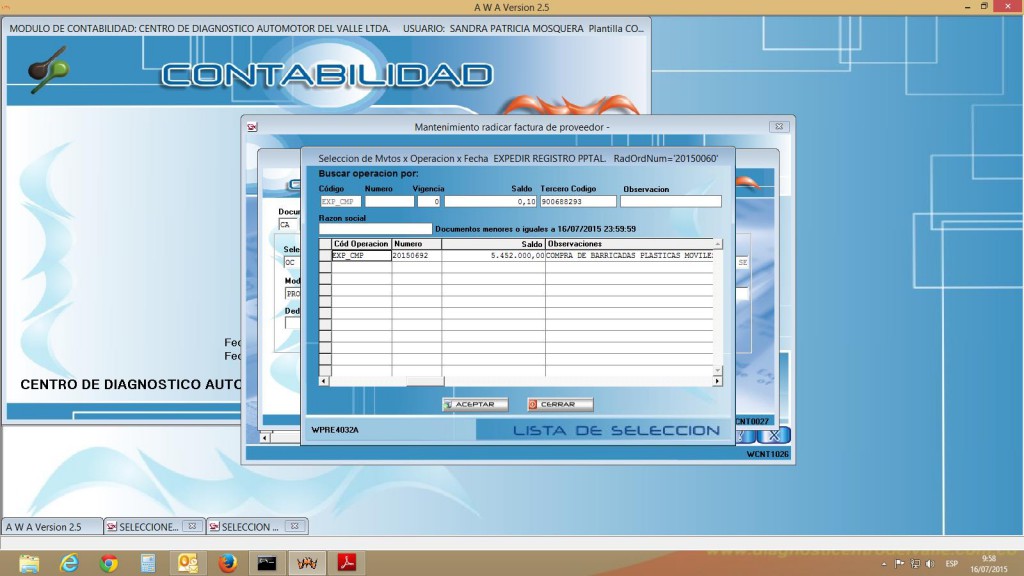 A W A Version 2.5
MODULO DE CONTABILIDAD: CENTRO DE DIAGNOSTICO AUTOMOTOR DEL VALLE LTDA. USUARIO: SANDRA PATRICIA MOSQUERA Plantilla CO...
CONTABILIDAD
Mantenimiento radicar factura de proveedor -
Seleccion de Mvtos x Operacion x Fecha EXPEDIR REGISTRO PPTAL. RadOrdNum='20150060'
Buscar operacion por:
Código Numero Vigencia Saldo Tercero Codigo Observacion
EXP_CMP 0 0,10 900688293
Razon social
Documentos menores o iguales a 16/07/2015 23:59:59
Cód Operacion Numero Saldo Observaciones
EXP_CMP 20150692 5.452.000,00 COMPRA DE BARRICADAS PLASTICAS MOVILE
Docu
CA
Sele
OC
SE
Mod
PRO
Ded
Fec
Fec
CENTRO DE DIAGNOSTICO AUTO
ACEPTAR CERRAR
WPRE4032A LISTA DE SELECCION
WCNT0027
WCNT1026
A W A Version 2.5 SELECCIONE... SELECCION ...
ESP
9:58
16/07/2015